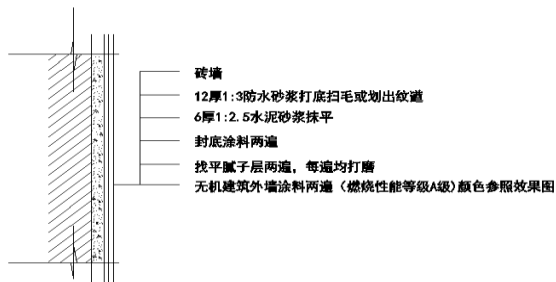 砖墙
12厚1:3防水砂浆打底扫毛或划出纹道
6厚1:2.5水泥砂浆抹平
封底涂料两遍
找平腻子层两遍，每遍均打磨
无机建筑外墙涂料两遍（燃烧性能等级A级）颜色参照效果图